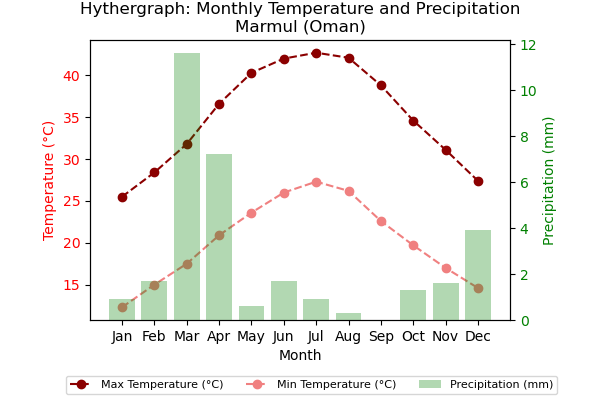 Hythergraph: Monthly Temperature and Precipitation
Marmul (Oman)
Temperature (°C)
40
35
30
25
20
15
12
10
8
6
4
2
0
Precipitation (mm)
Jan Feb Mar Apr May Jun Jul Aug Sep Oct Nov Dec
Month
Max Temperature (°C) Min Temperature (°C) Precipitation (mm)